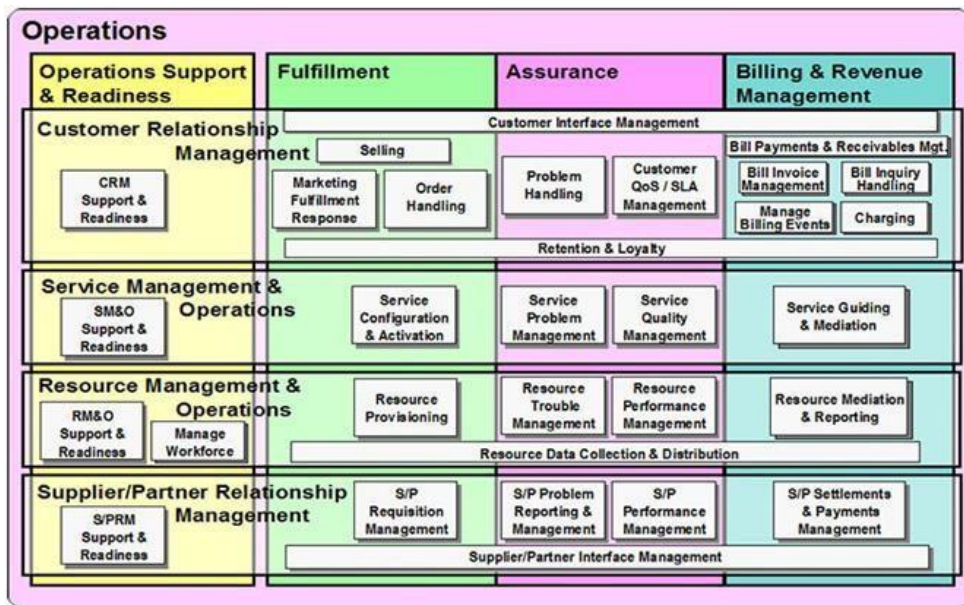 Operations
Operations Support
& Readiness
Fulfillment
Assurance
Billing & Revenue
Management
Customer Relationship
Management
Customer Interface Management
Selling
Bill Payments & Receivables Mgt.
CRM
Support &
Readiness
Marketing
Fulfillment
Response
Order
Handling
Problem
Handling
Customer
QoS / SLA
Management
Bill Invoice
Management
Bill Inquiry
Handling
Manage
Billing Events
Charging
Retention & Loyalty
Service Management &
Operations
SM&O
Support &
Readiness
Service
Configuration
& Activation
Service
Problem
Management
Service
Quality
Management
Service Guiding
& Mediation
Resource Management &
Operations
RM&O
Support &
Readiness
Manage
Workforce
Resource
Provisioning
Resource
Trouble
Management
Resource
Performance
Management
Resource Mediation
& Reporting
Resource Data Collection & Distribution
Supplier/Partner Relationship
Management
S/PRM
Support &
Readiness
S/P
Requisition
Management
S/P Problem
Reporting &
Management
S/P
Performance
Management
S/P Settlements
& Payments
Management
Supplier/Partner Interface Management